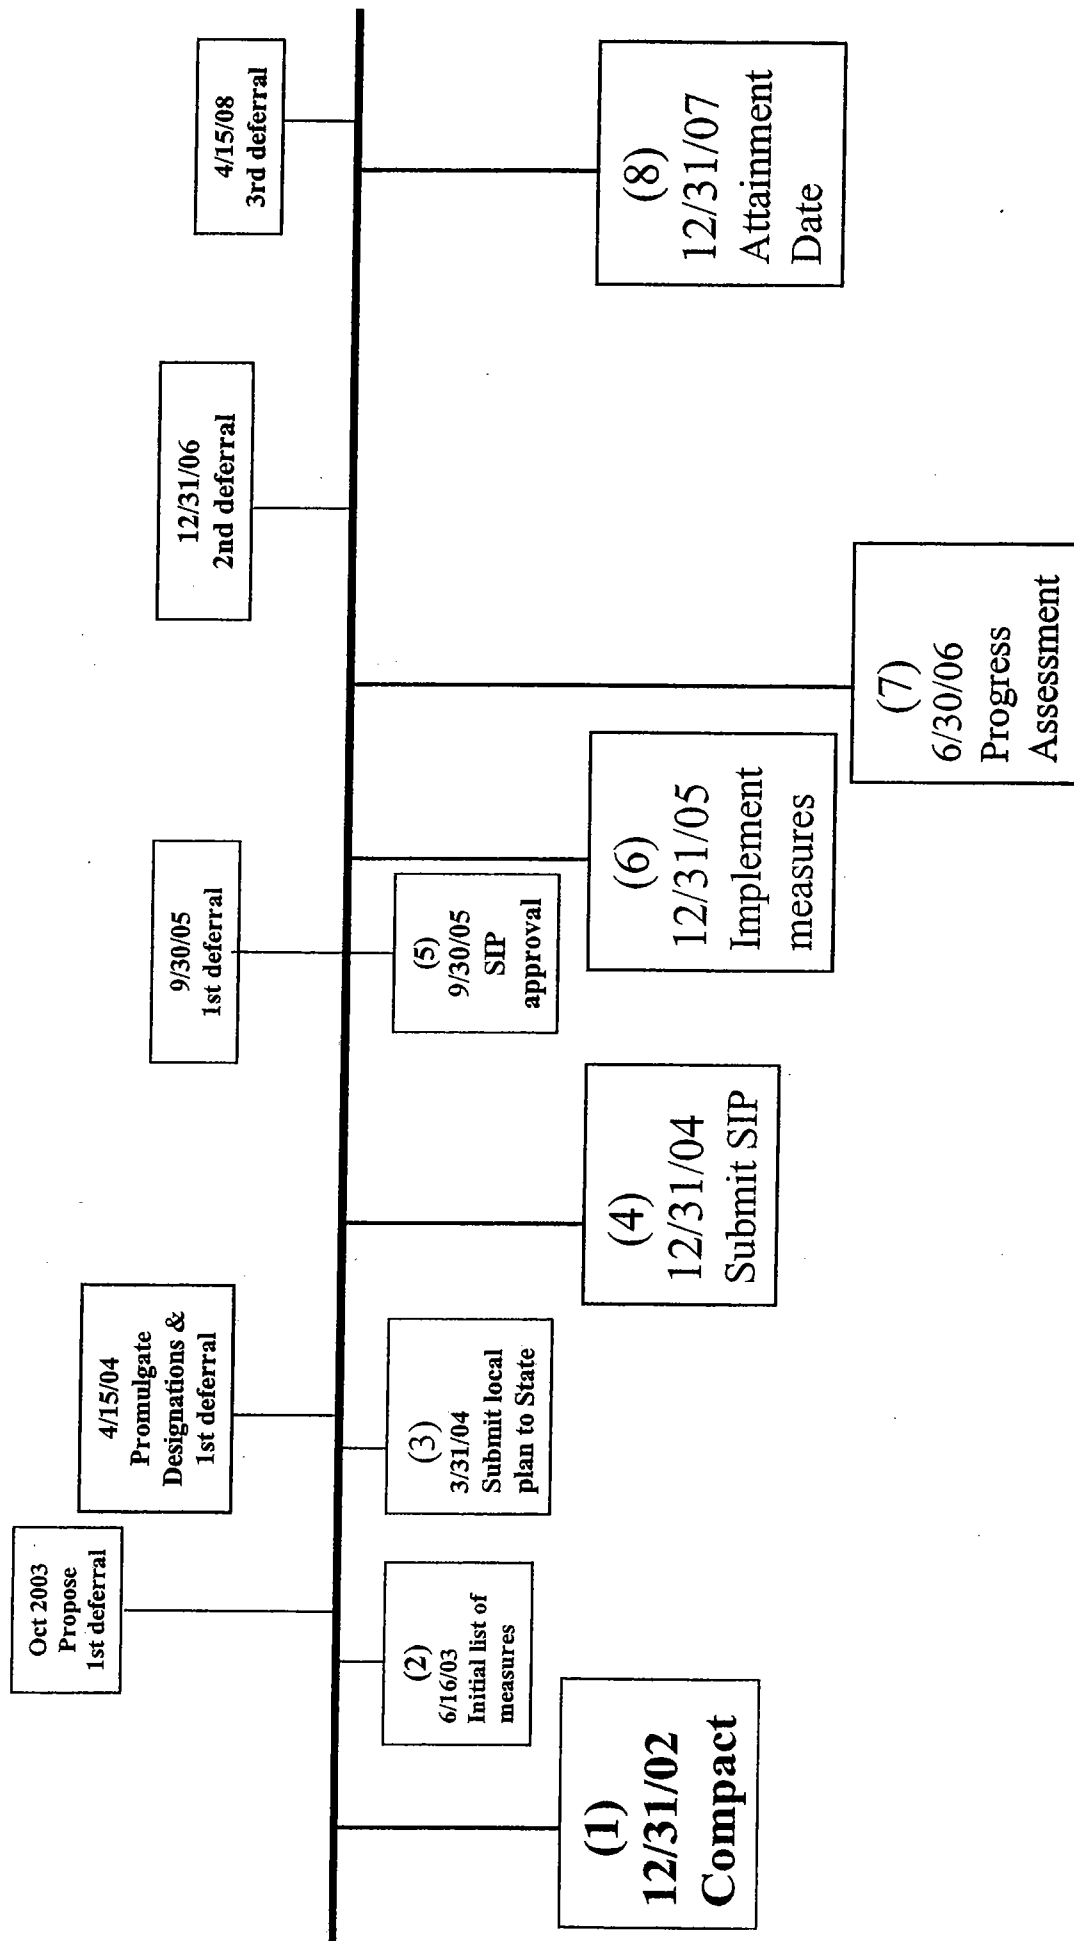 Oct 2003
Propose
1st deferral
4/15/04
Promulgate
Designations &
1st deferral
9/30/05
1st deferral
12/31/06
2nd deferral
4/15/08
3rd deferral
(1)
12/31/02
Compact
(2)
6/16/03
Initial list of
measures
(3)
3/31/04
Submit local
plan to State
(4)
12/31/04
Submit SIP
(5)
9/30/05
SIP
approval
(6)
12/31/05
Implement
measures
(7)
6/30/06
Progress
Assessment
(8)
12/31/07
Attainment
Date